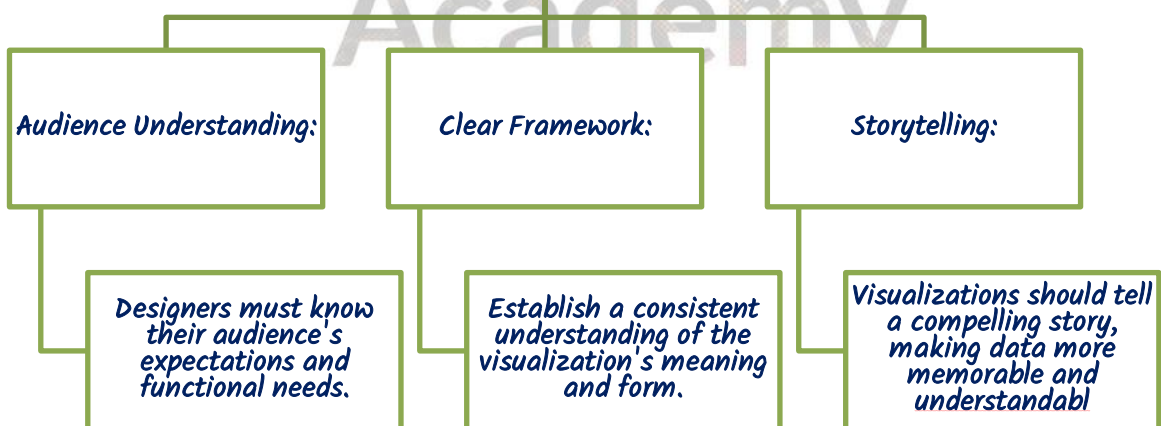 Academy
Audience Understanding:
Clear Framework:
Storytelling:
Designers must know
their audience's
expectations and
functional needs.
Establish a consistent
understanding of the
visualization's meaning
and form.
Visualizations should tell
a compelling story,
making data more
memorable and
understandabl